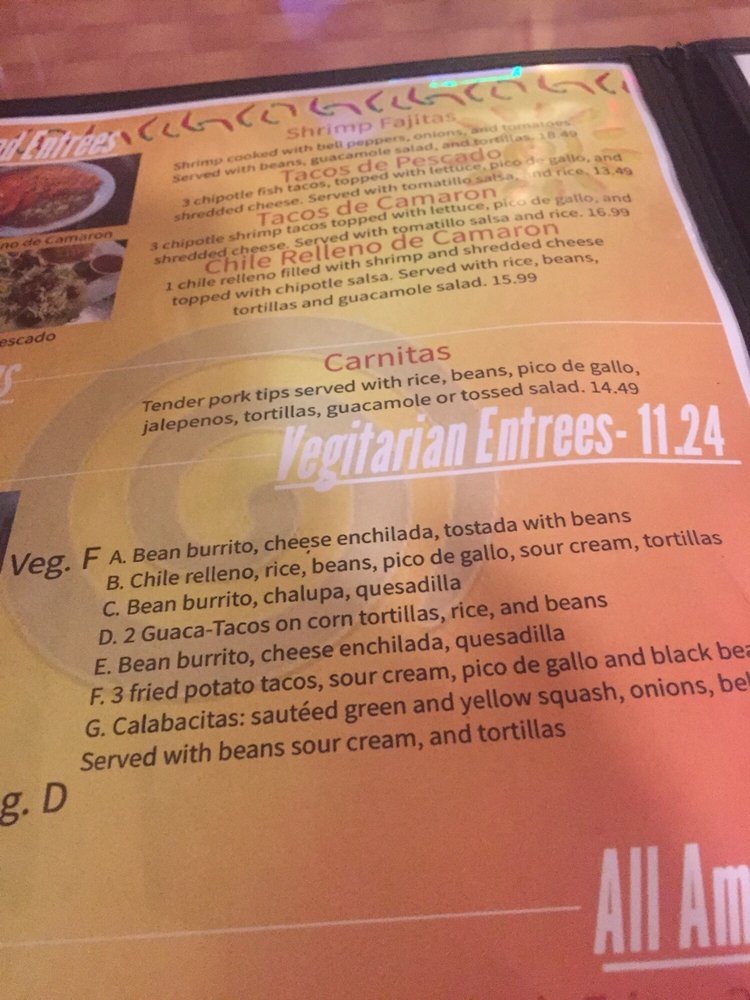 d Entrees
Shrimp Fajitas
Shrimp cooked with bell peppers, onions, and tomatoes
Served with beans, guacamole salad, and tortillas. 18.49
Tacos de Pescado
3 chipotle fish tacos, topped with lettuce, pico de gallo, and
shredded cheese. Served with tomatillo salsa, and rice, 13.49
Tacos de Camaron
3 chipotle shrimp tacos topped with lettuce, pico de gallo, and
shredded cheese. Served with tomatillo salsa and rice. 16.99
Chile Relleno de Camaron
1 chile relleno filled with shrimp and shredded cheese
topped with chipotle salsa. Served with rice, beans,
tortillas and guacamole salad. 15.99
no de Camaron
escado
s
Carnitas
Tender pork tips served with rice, beans, pico de gallo,
jalepenos, tortillas, guacamole or tossed salad. 14.49
Vegitarian Entrees- 11.24
Veg. F
A. Bean burrito, cheese enchilada, tostada with beans
B. Chile relleno, rice, beans, pico de gallo, sour cream, tortillas
C. Bean burrito, chalupa, quesadilla
D. 2 Guaca-Tacos on corn tortillas, rice, and beans
E. Bean burrito, cheese enchilada, quesadilla
F. 3 fried potato tacos, sour cream, pico de gallo and black bea
G. Calabacitas: sautéed green and yellow squash, onions, bel
Served with beans sour cream, and tortillas
g. D
All Am